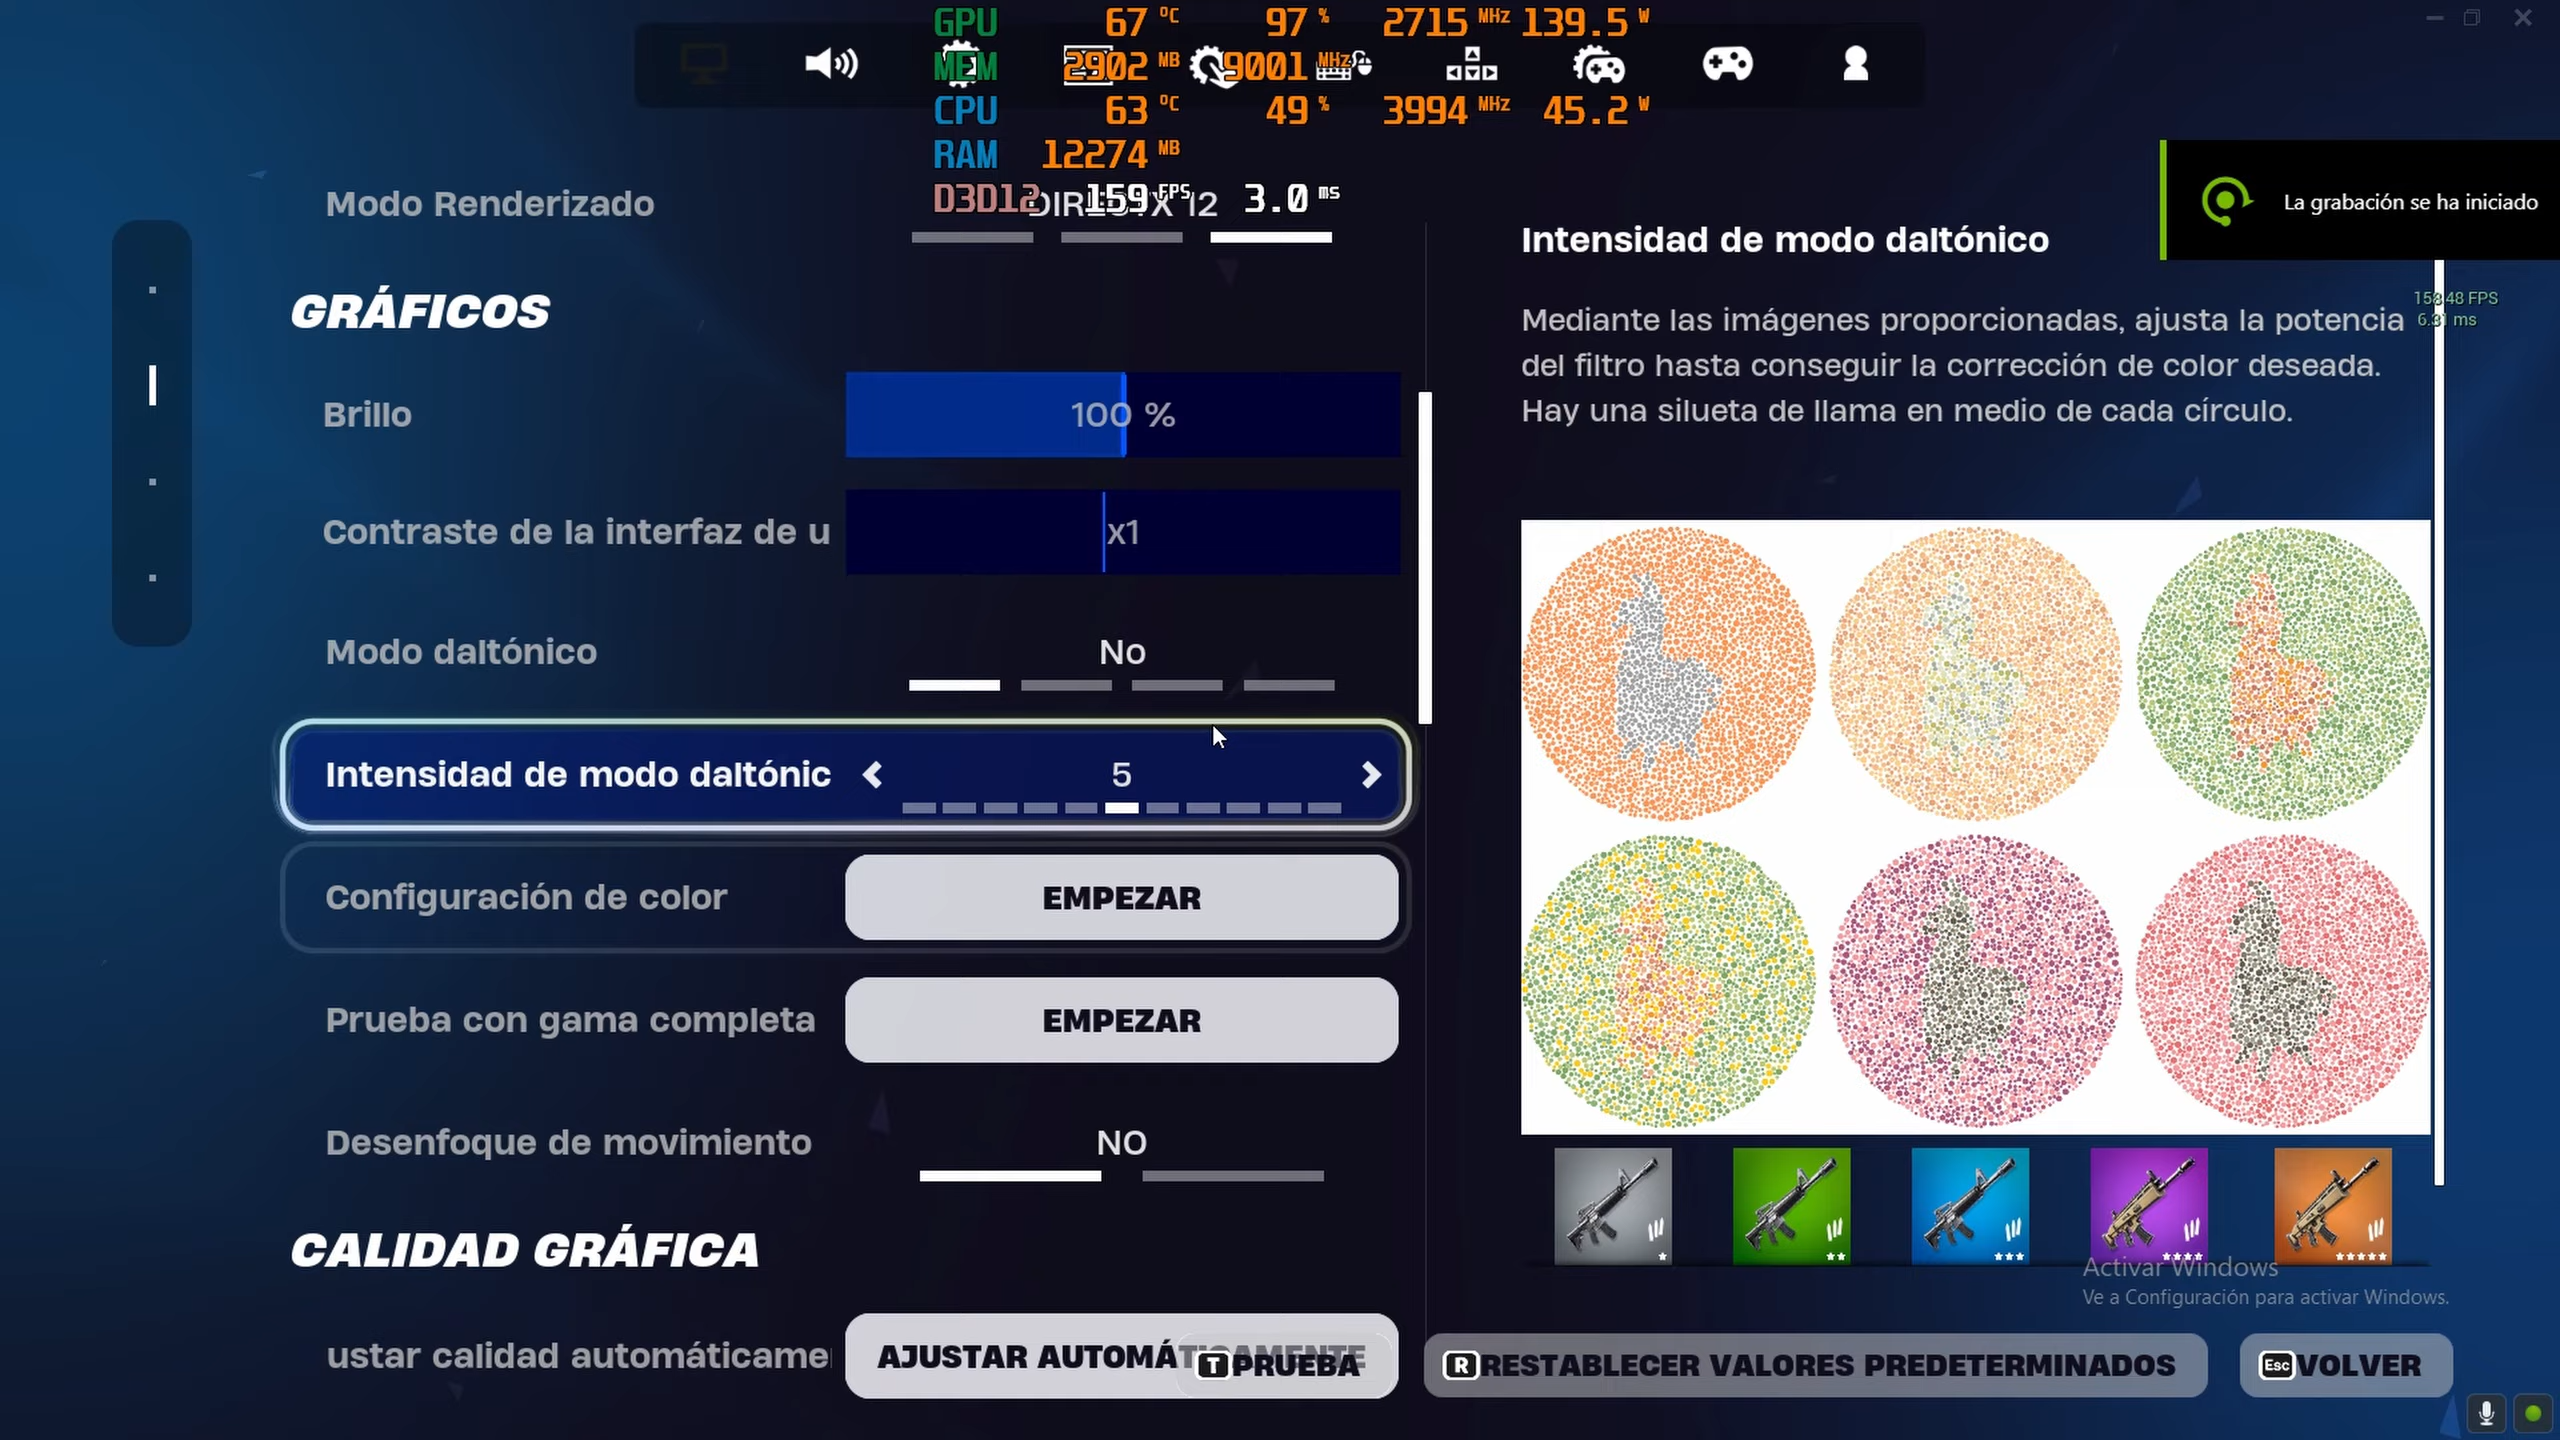 GPU 67 °C 97 % 2715 MHz 139.5 W
MEM 2902 MB 9001 MHz
CPU 63 °C 49 % 3994 MHz 45.2 W
RAM 12274 MB
D3D12 159 FPS 3.0 ms
Modo Renderizado DIRECTX 12
La grabación se ha iniciado
GRÁFICOS
Brillo 100 %
Contraste de la interfaz de u x1
Modo daltónico No
Intensidad de modo daltónic 5
Configuración de color EMPEZAR
Prueba con gama completa EMPEZAR
Desenfoque de movimiento NO
CALIDAD GRÁFICA
ustar calidad automáticame AJUSTAR AUTOMÁTICAMENTE
Intensidad de modo daltónico
FPS
ms
Mediante las imágenes proporcionadas, ajusta la potencia
del filtro hasta conseguir la corrección de color deseada.
Hay una silueta de llama en medio de cada círculo.
Activar Windows
Ve a Configuración para activar Windows.
T PRUEBA
R RESTABLECER VALORES PREDETERMINADOS
Esc VOLVER